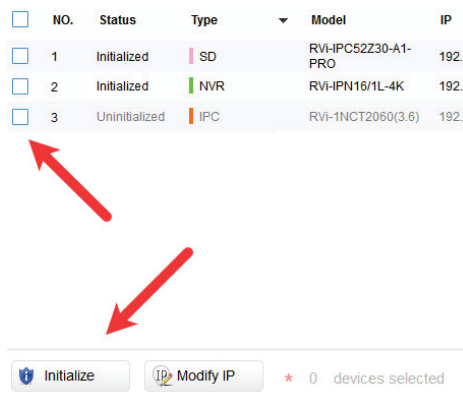 NO. Status Type Model IP
1 Initialized SD RVi-IPC52Z30-A1-PRO 192.
2 Initialized NVR RVi-IPN16/1L-4K 192.
3 Uninitialized IPC RVi-1NCT2060(3.6) 192.
Initialize Modify IP * 0 devices selected